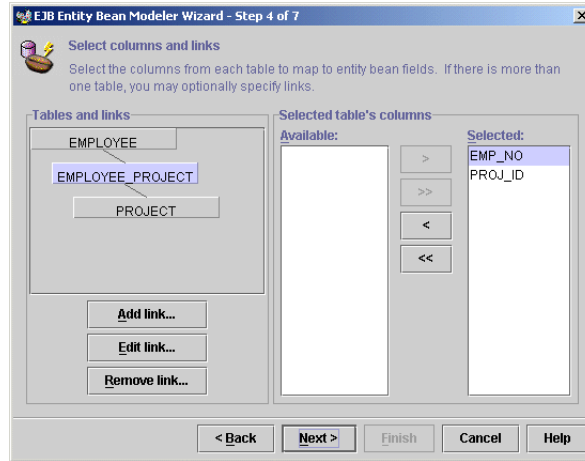 EJB Entity Bean Modeler Wizard - Step 4 of 7
Select columns and links
Select the columns from each table to map to entity bean fields. If there is more than
one table, you may optionally specify links.
Tables and links
EMPLOYEE
EMPLOYEE_PROJECT
PROJECT
Add link...
Edit link...
Remove link...
Selected table's columns
Available:
>
>>
<
<<
Selected:
EMP_NO
PROJ_ID
< Back
Next >
Finish
Cancel
Help